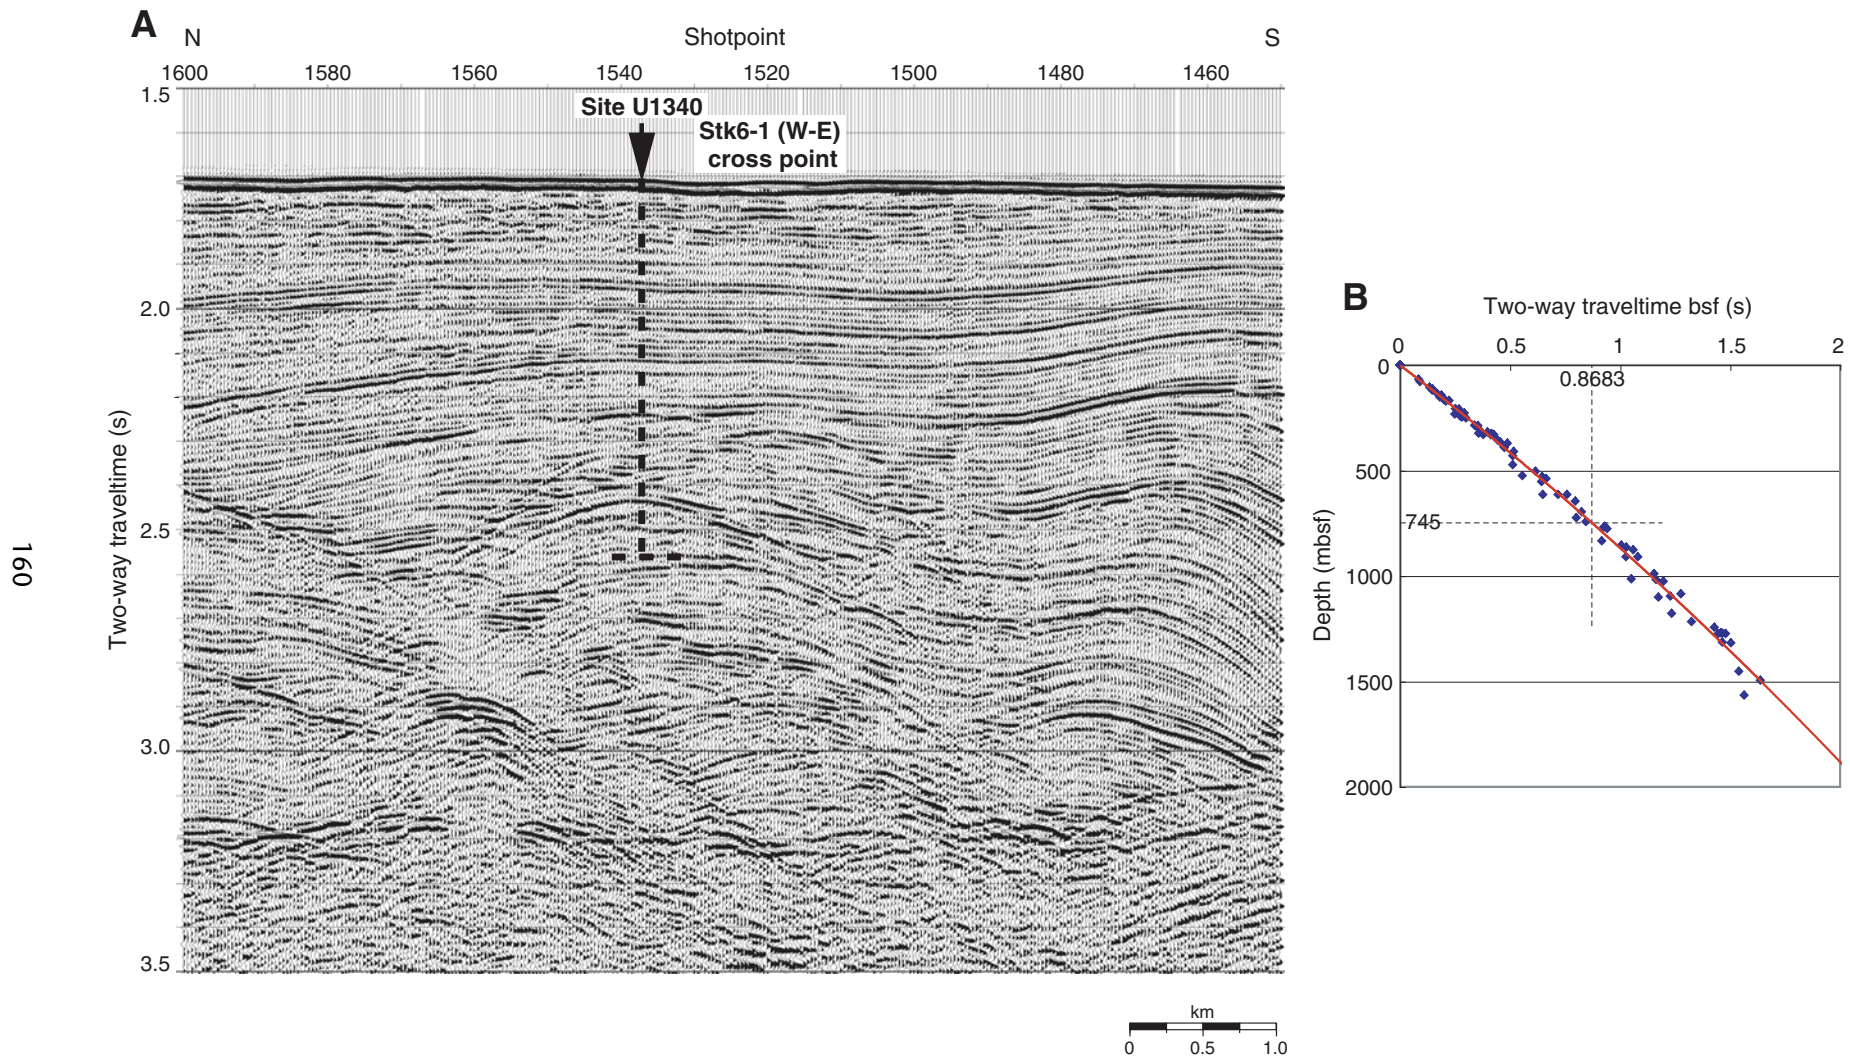 A
N
Shotpoint
S
1600
1580
1560
1540
1520
1500
1480
1460
1.5
Site U1340
Stk6-1 (W-E)
cross point
2.0
2.5
3.0
3.5
Two-way traveltime (s)
km
0 0.5 1.0
B
Two-way traveltime bsf (s)
0 0.5 1 1.5 2
0
0.8683
500
745
1000
1500
2000
Depth (mbsf)
160